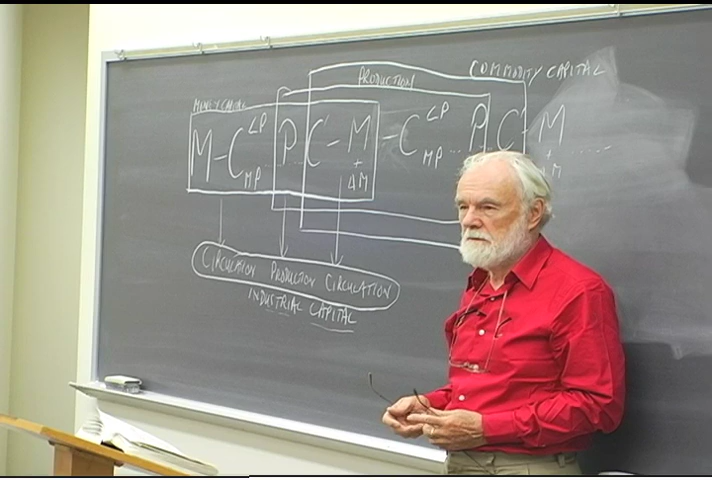 COMMODITY CAPITAL
PRODUCTION
MONEY CAPITAL
M - C LP MP ... P ... C' - M + ΔM - C LP MP ... P ... C' - M + ΔM ......
CIRCULATION PRODUCTION CIRCULATION
INDUSTRIAL CAPITAL